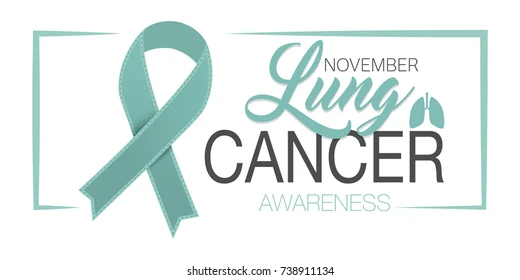 NOVEMBER
Lung
CANCER
AWARENESS
shutterstock.com · 738911134